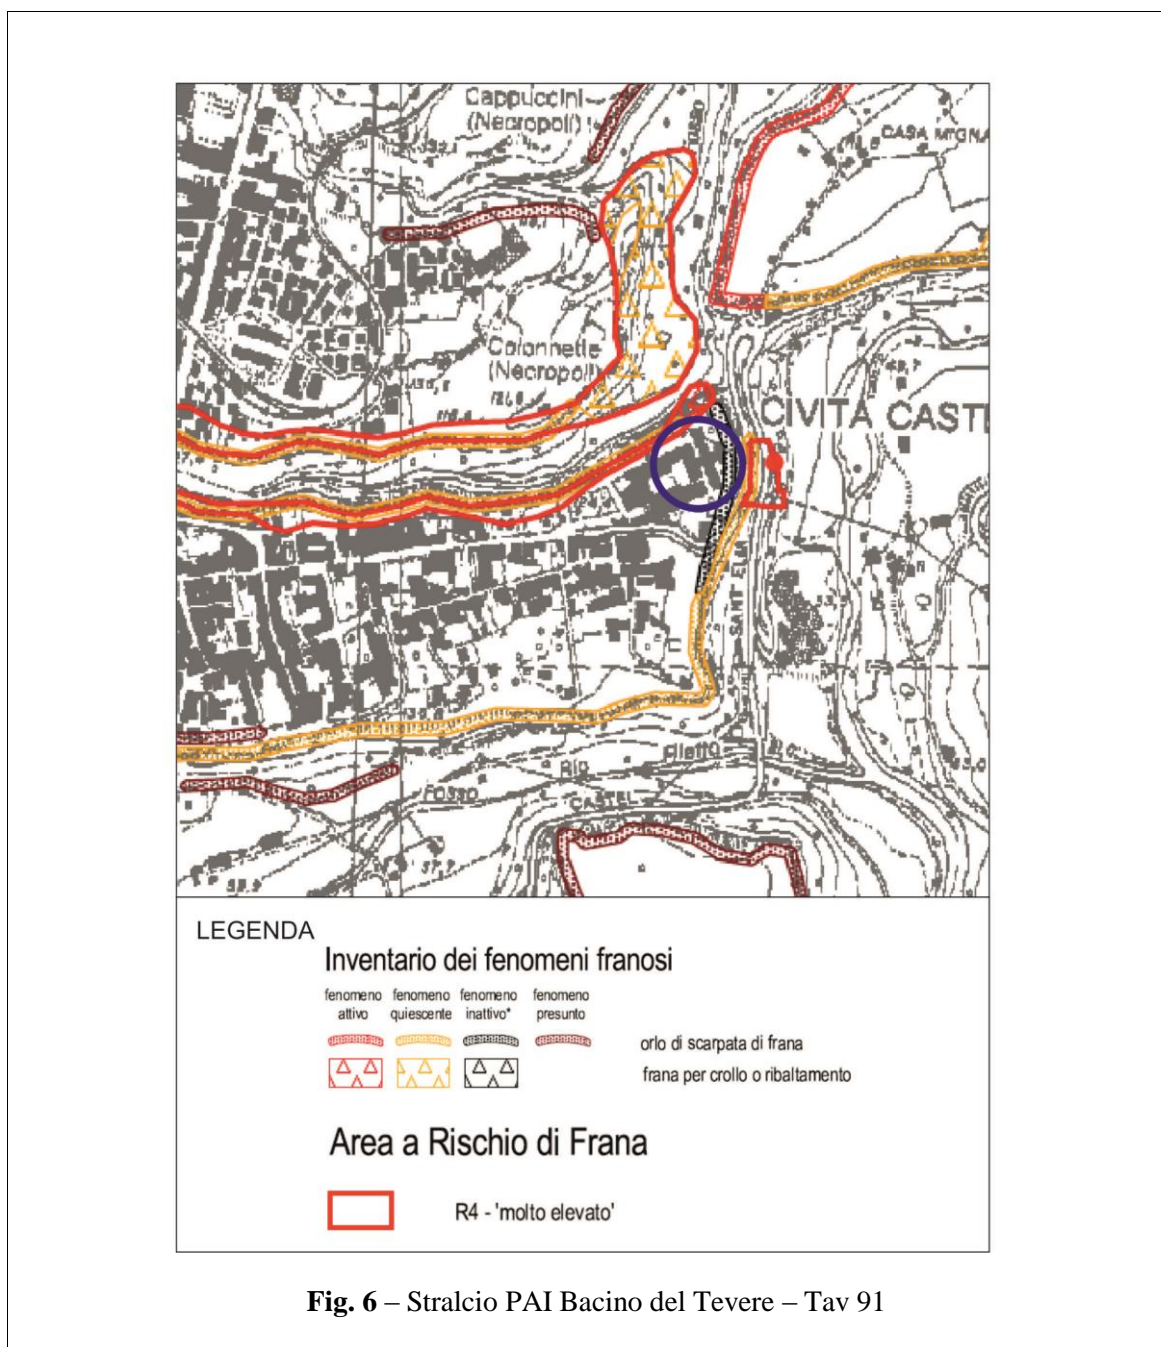 Cappuccini
(Necropoli)
CASA MIGNA
Colonnette
(Necropoli)
CIVITA CASTE
SANT' EL
Rio
Filetto
FOSSO
CASTEL
LEGENDA
Inventario dei fenomeni franosi
fenomeno attivo
fenomeno quiescente
fenomeno inattivo*
fenomeno presunto
orlo di scarpata di frana
frana per crollo o ribaltamento
Area a Rischio di Frana
R4 - 'molto elevato'
Fig. 6 – Stralcio PAI Bacino del Tevere – Tav 91